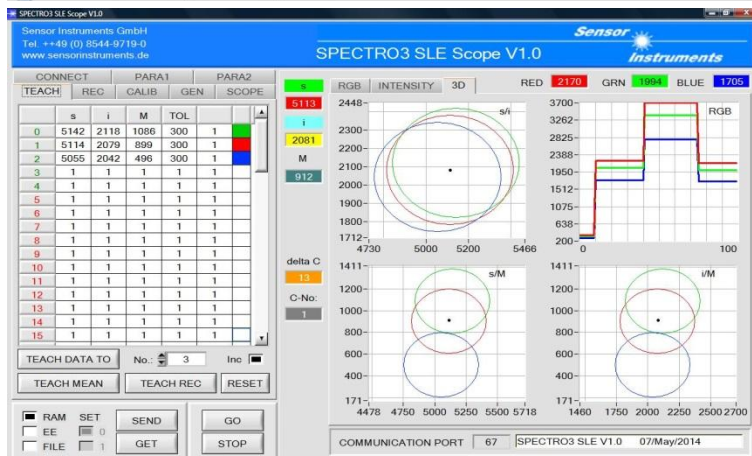 SPECTRO3 SLE Scope V1.0
Sensor Instruments GmbH
Tel. ++49 (0) 8544-9719-0
www.sensorinstruments.de
SPECTRO3 SLE Scope V1.0
Sensor
Instruments
CONNECT PARA1 PARA2
TEACH REC CALIB GEN SCOPE
s i M TOL
0 5142 2118 1086 300 1
1 5114 2079 899 300 1
2 5055 2042 496 300 1
3 1 1 1 1 1
4 1 1 1 1 1
5 1 1 1 1 1
6 1 1 1 1 1
7 1 1 1 1 1
8 1 1 1 1 1
9 1 1 1 1 1
10 1 1 1 1 1
11 1 1 1 1 1
12 1 1 1 1 1
13 1 1 1 1 1
14 1 1 1 1 1
15 1 1 1 1
TEACH DATA TO No.: 3 Inc
TEACH MEAN TEACH REC RESET
RAM SET SEND GO
EE 0
FILE 1 GET STOP
s
5113
i
2081
M
912
delta C
13
C-No:
1
RGB INTENSITY 3D RED 2170 GRN 1994 BLUE 1705
s/i
2448
2300
2200
2100
2000
1900
1800
1712
4730 5000 5200 5466
RGB
3700
3262
2825
2388
1950
1512
1075
638
200
0 100
s/M
1411
1200
1000
800
600
400
171
4478 4750 5000 5250 5500 5718
i/M
1411
1200
1000
800
600
400
171
1460 1750 2000 2250 2500 2700
COMMUNICATION PORT 67 SPECTRO3 SLE V1.0 07/May/2014